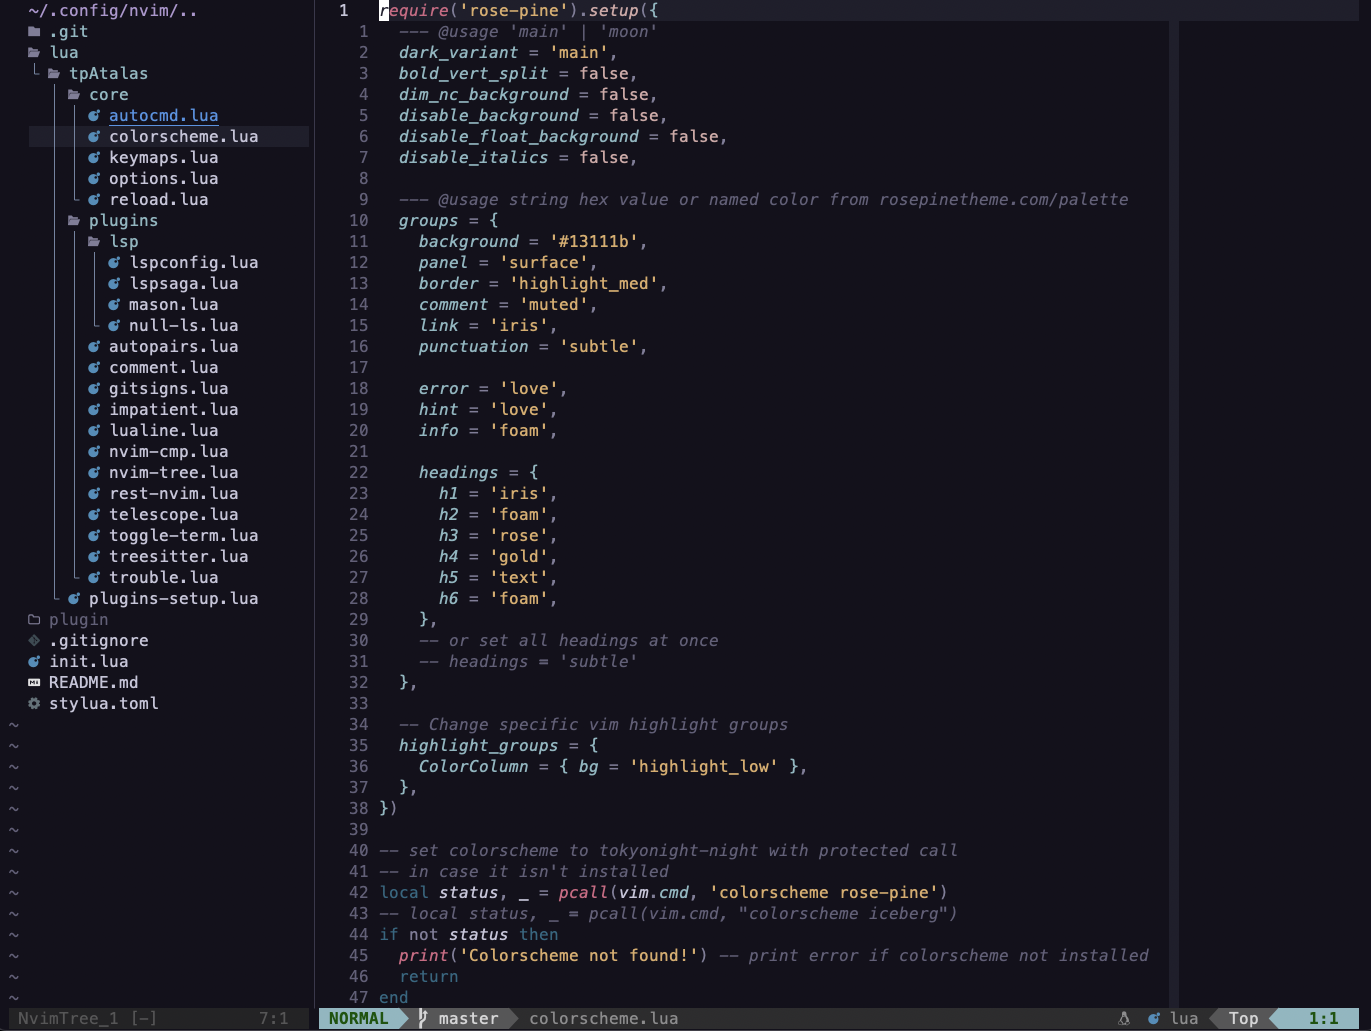 ~/.config/nvim/..
.git
lua
tpAtalas
core
autocmd.lua
colorscheme.lua
keymaps.lua
options.lua
reload.lua
plugins
lsp
lspconfig.lua
lspsaga.lua
mason.lua
null-ls.lua
autopairs.lua
comment.lua
gitsigns.lua
impatient.lua
lualine.lua
nvim-cmp.lua
nvim-tree.lua
rest-nvim.lua
telescope.lua
toggle-term.lua
treesitter.lua
trouble.lua
plugins-setup.lua
plugin
.gitignore
init.lua
README.md
stylua.toml
~
~
~
~
~
~
~
~
~
~
~
~
~
~
NvimTree_1 [-] 7:1
1 require('rose-pine').setup({
1   --- @usage 'main' | 'moon'
2   dark_variant = 'main',
3   bold_vert_split = false,
4   dim_nc_background = false,
5   disable_background = false,
6   disable_float_background = false,
7   disable_italics = false,
8
9   --- @usage string hex value or named color from rosepinetheme.com/palette
10   groups = {
11     background = '#13111b',
12     panel = 'surface',
13     border = 'highlight_med',
14     comment = 'muted',
15     link = 'iris',
16     punctuation = 'subtle',
17
18     error = 'love',
19     hint = 'love',
20     info = 'foam',
21
22     headings = {
23       h1 = 'iris',
24       h2 = 'foam',
25       h3 = 'rose',
26       h4 = 'gold',
27       h5 = 'text',
28       h6 = 'foam',
29     },
30     -- or set all headings at once
31     -- headings = 'subtle'
32   },
33
34   -- Change specific vim highlight groups
35   highlight_groups = {
36     ColorColumn = { bg = 'highlight_low' },
37   },
38 })
39
40 -- set colorscheme to tokyonight-night with protected call
41 -- in case it isn't installed
42 local status, _ = pcall(vim.cmd, 'colorscheme rose-pine')
43 -- local status, _ = pcall(vim.cmd, "colorscheme iceberg")
44 if not status then
45   print('Colorscheme not found!') -- print error if colorscheme not installed
46   return
47 end
NORMAL master colorscheme.lua lua Top 1:1